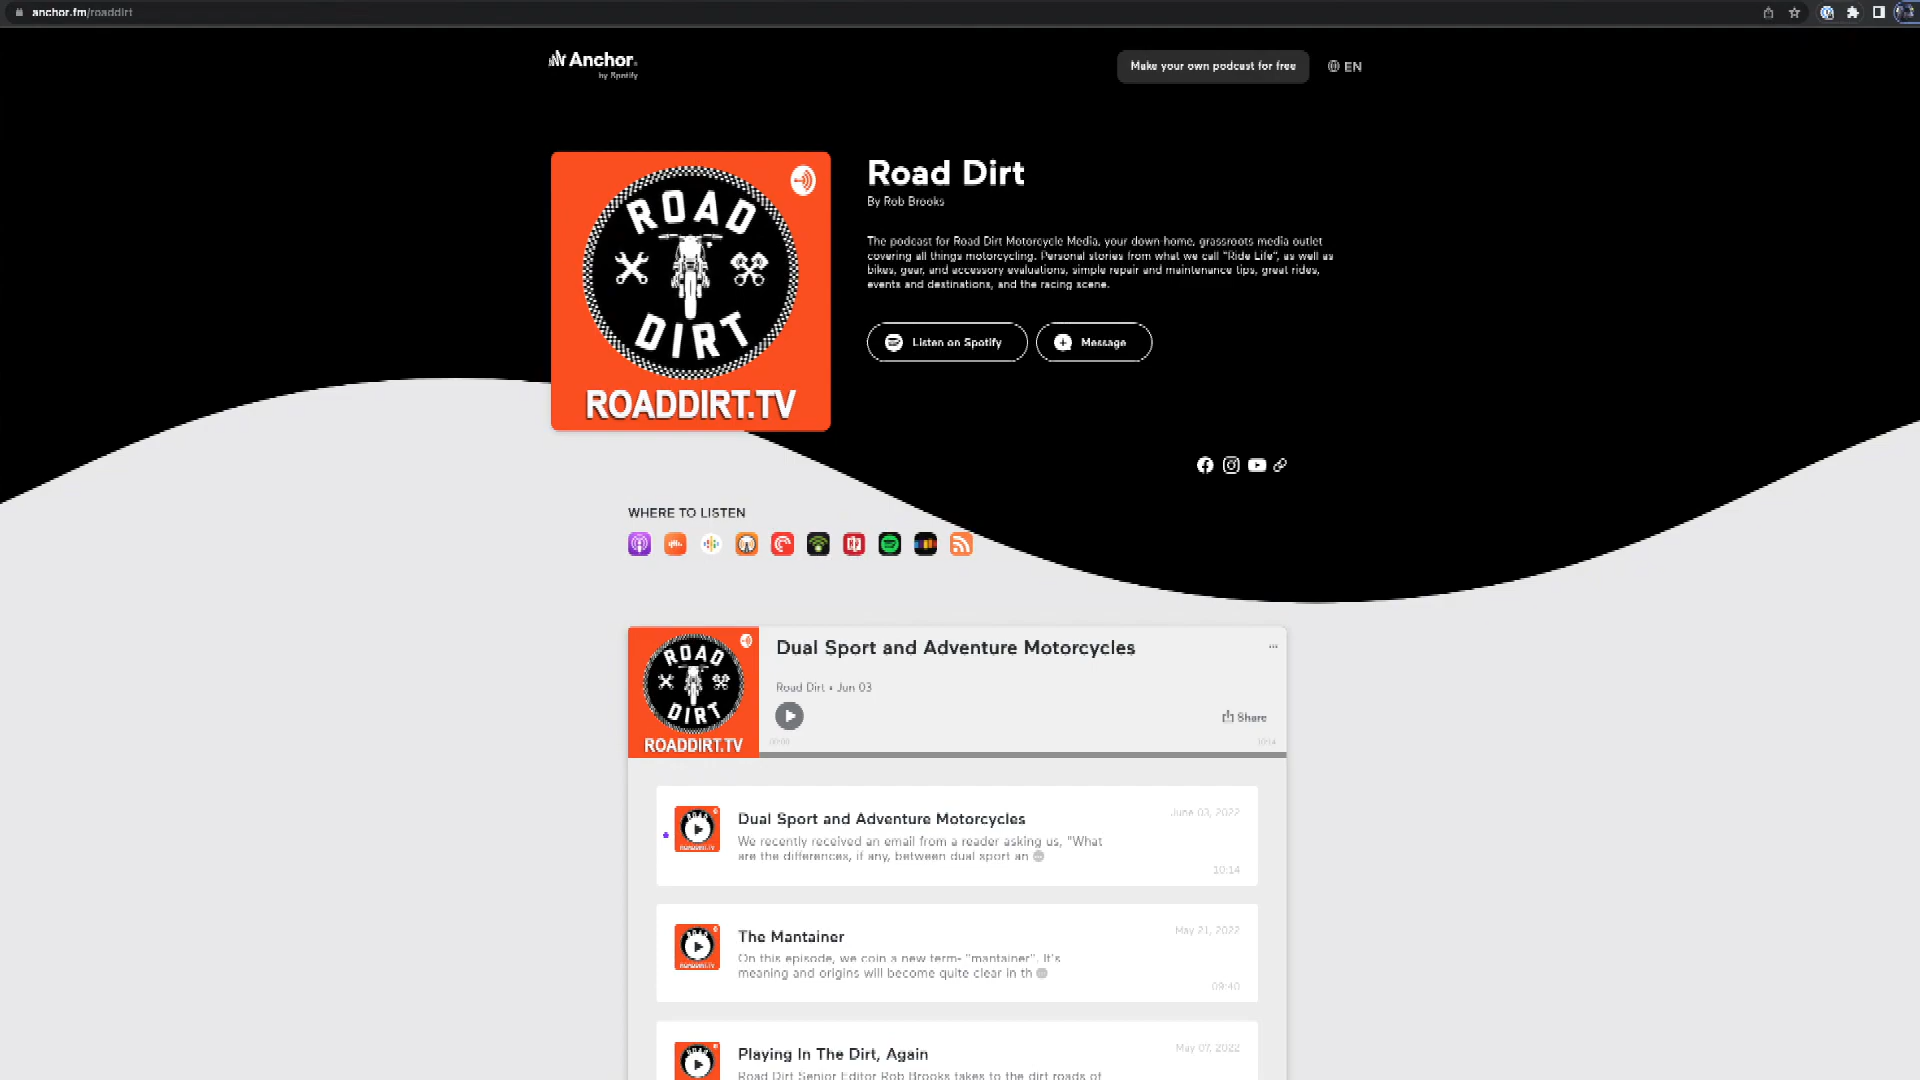 anchor.fm/roaddirt
Anchor
by Spotify
Make your own podcast for free
EN
ROAD
DIRT
ROADDIRT.TV
Road Dirt
By Rob Brooks
The podcast for Road Dirt Motorcycle Media, your down home, grassroots media outlet
covering all things motorcycling. Personal stories from what we call "Ride Life", as well as
bikes, gear, and accessory evaluations, simple repair and maintenance tips, great rides,
events and destinations, and the racing scene.
Listen on Spotify
Message
WHERE TO LISTEN
ROAD
DIRT
ROADDIRT.TV
Dual Sport and Adventure Motorcycles
Road Dirt • Jun 03
Share
00:00
10:14
Dual Sport and Adventure Motorcycles
June 03, 2022
We recently received an email from a reader asking us, "What
are the differences, if any, between dual sport an
10:14
The Mantainer
May 21, 2022
On this episode, we coin a new term- "mantainer". It's
meaning and origins will become quite clear in th
09:40
Playing In The Dirt, Again
May 07, 2022
Road Dirt Senior Editor Rob Brooks takes to the dirt roads of